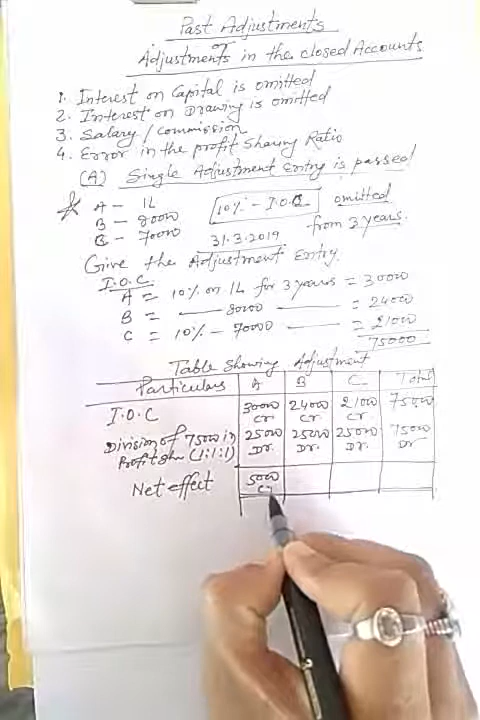 Past Adjustments
or
Adjustments in the closed Accounts
1. Interest on Capital is omitted
2. Interest on Drawing is omitted
3. Salary / commission
4. Error in the profit Sharing Ratio
(A) Single Adjustment Entry is passed
A - 1L
B - 80000 10% - I.O.C omitted
C - 70000 31.3.2019 from 3 years.
Give the Adjustment Entry.
I.O.C.
A = 10% on 1L for 3 years = 30000
B = —— 80000 —— = 24000
C = 10% - 70000 —— = 21000
75000
Table Showing Adjustment
Particulars A B C Total
I.O.C 30000 Cr 24000 Cr 21000 Cr. 75000
Division of 75000 in Profit Shar (1:1:1) 25000 Dr. 25000 Dr. 25000 Dr. 75000 Dr
Net effect 5000 Cr